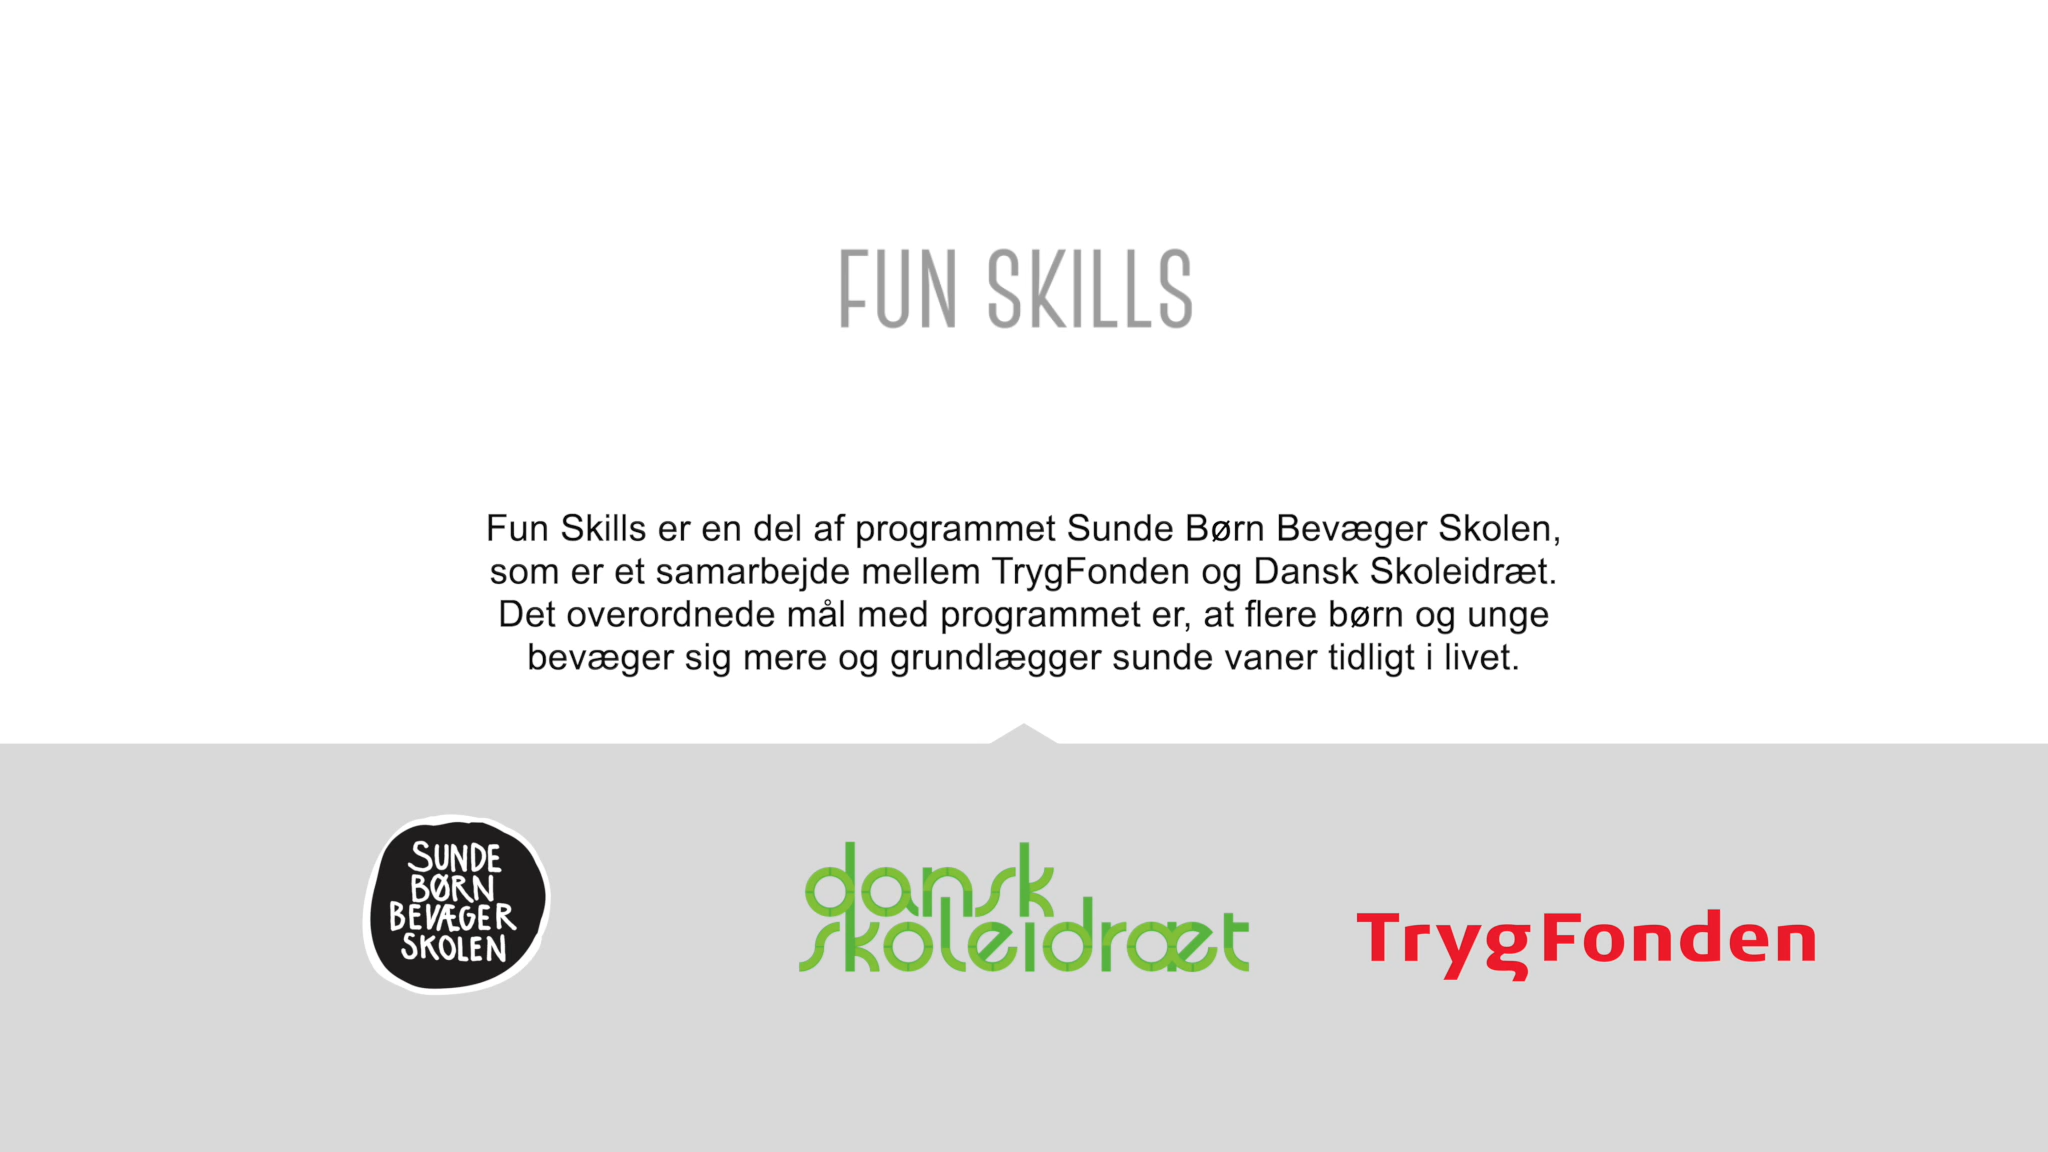 FUN SKILLS
Fun Skills er en del af programmet Sunde Børn Bevæger Skolen,
som er et samarbejde mellem TrygFonden og Dansk Skoleidræt.
Det overordnede mål med programmet er, at flere børn og unge
bevæger sig mere og grundlægger sunde vaner tidligt i livet.
SUNDE
BØRN
BEVÆGER
SKOLEN
dansk
skoleidræt
TrygFonden